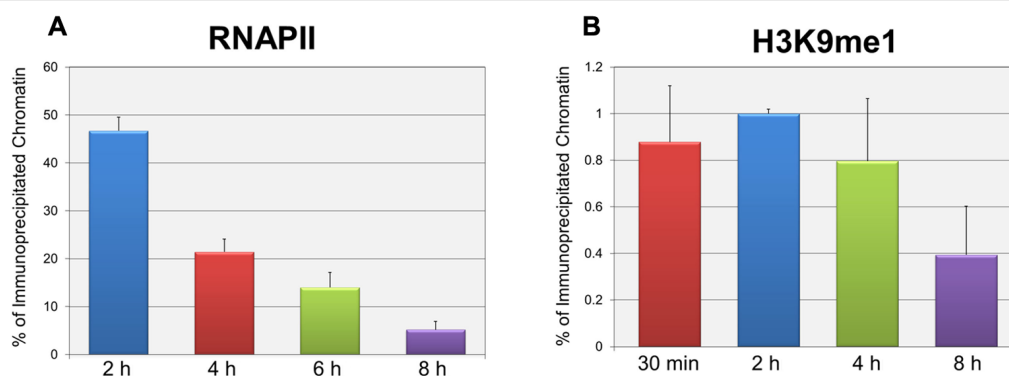 A
RNAPII
% of Immunoprecipitated Chromatin
60
50
40
30
20
10
0
2 h
4 h
6 h
8 h
B
H3K9me1
% of Immunoprecipitated Chromatin
1.2
1
0.8
0.6
0.4
0.2
0
30 min
2 h
4 h
8 h